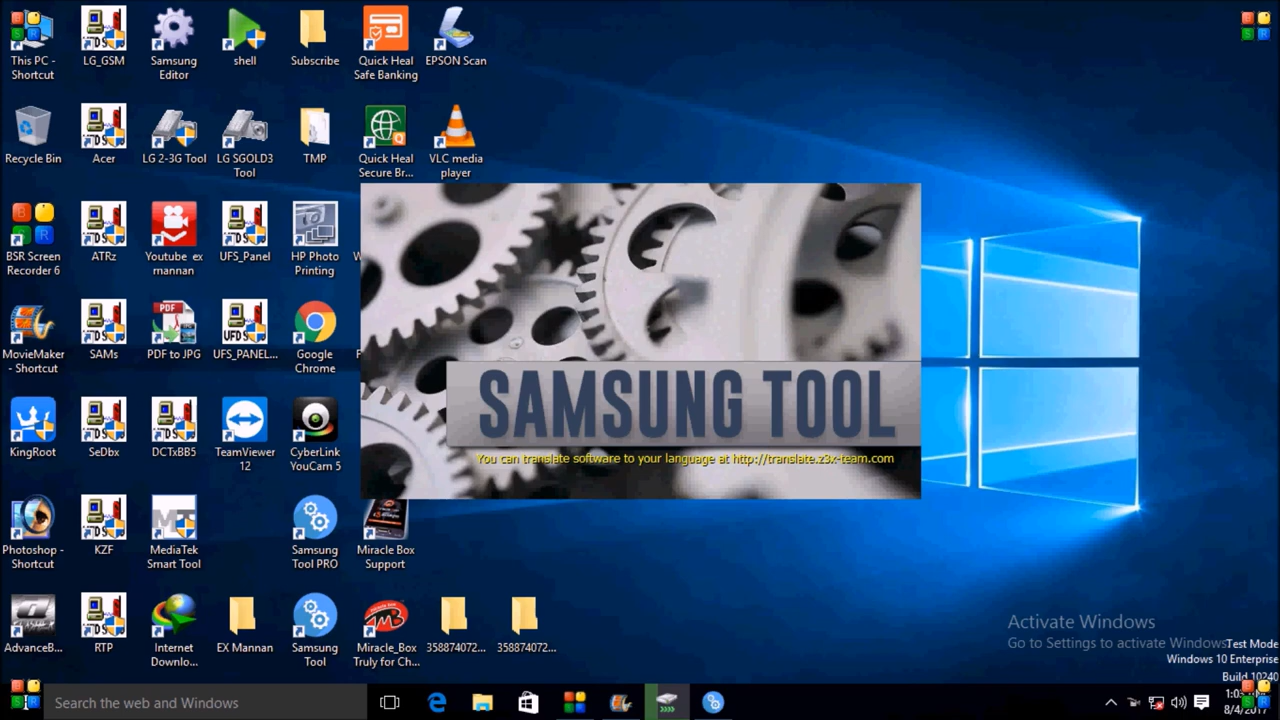 This PC -
Shortcut
LG_GSM
Samsung
Editor
shell
Subscribe
Quick Heal
Safe Banking
EPSON Scan
Recycle Bin
Acer
LG 2-3G Tool
LG SGOLD3
Tool
TMP
Quick Heal
Secure Br...
VLC media
player
BSR Screen
Recorder 6
ATRz
Youtube ex
mannan
UFS_Panel
HP Photo
Printing
MovieMaker
- Shortcut
SAMs
PDF to JPG
UFS_PANEL...
Google
Chrome
SAMSUNG TOOL
You can translate software to your language at http://translate.z3x-team.com
KingRoot
SeDbx
DCTxBB5
TeamViewer
12
CyberLink
YouCam 5
Photoshop -
Shortcut
KZF
MediaTek
Smart Tool
Samsung
Tool PRO
Miracle Box
Support
AdvanceB...
RTP
Internet
Downlo...
EX Mannan
Samsung
Tool
Miracle_Box
Truly for Ch...
358874072...
358874072...
Activate Windows
Go to Settings to activate Windows
Test Mode
Windows 10 Enterprise
Build 10240
Search the web and Windows
8/4/2017